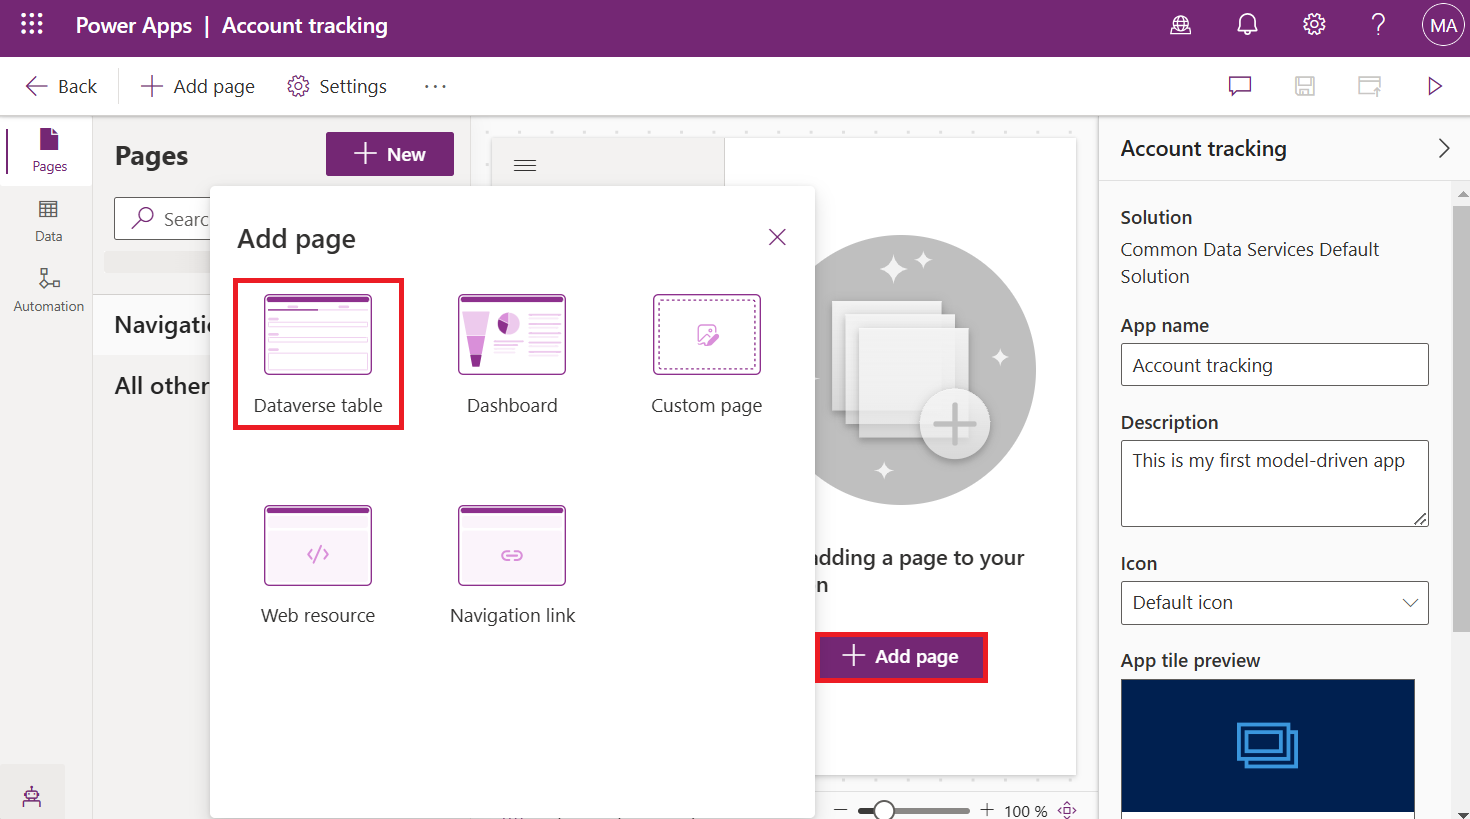 Power Apps | Account tracking
MA
Back
Add page
Settings
Pages
Data
Automation
Pages
New
Searc
Navigatio
All other
Add page
Dataverse table
Dashboard
Custom page
Web resource
Navigation link
adding a page to your
n
Add page
100 %
Account tracking
Solution
Common Data Services Default
Solution
App name
Account tracking
Description
This is my first model-driven app
Icon
Default icon
App tile preview